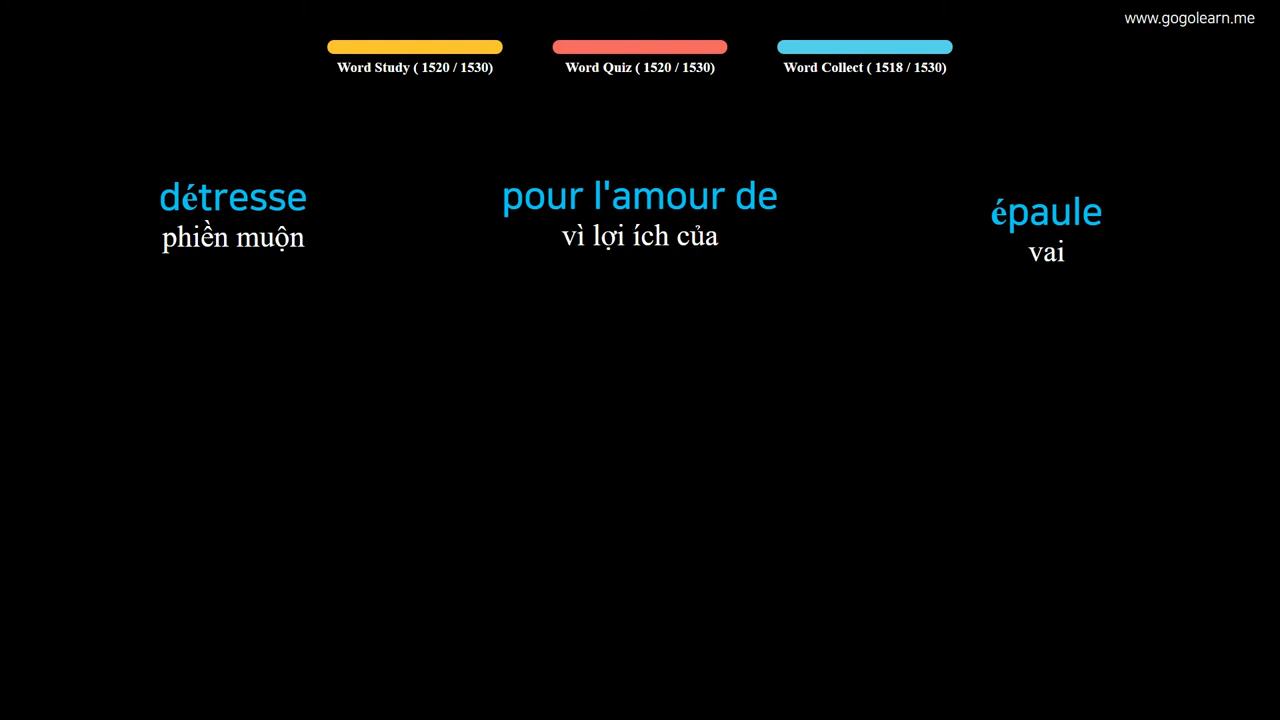 www.gogolearn.me
Word Study ( 1520 / 1530)
Word Quiz ( 1520 / 1530)
Word Collect ( 1518 / 1530)
détresse
phiền muộn
pour l'amour de
vì lợi ích của
épaule
vai